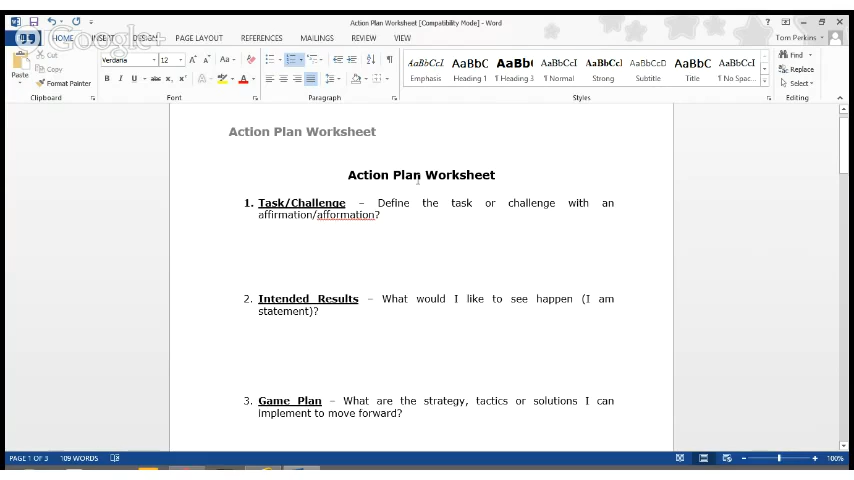 Action Plan Worksheet [Compatibility Mode] - Word
Google+
HOME INSERT DESIGN PAGE LAYOUT REFERENCES MAILINGS REVIEW VIEW
Tom Perkins
Paste
Cut
Copy
Format Painter
Clipboard
Verdana 12
Font
Paragraph
AaBbCcI AaBbC AaBb( AaBbCcI AaBbCcl AaBbCcD AaBbC AaBbCcI
Emphasis Heading 1 ¶ Heading 3 ¶ Normal Strong Subtitle Title ¶ No Spac...
Styles
Find
Replace
Select
Editing
Action Plan Worksheet
Action Plan Worksheet
1. Task/Challenge – Define the task or challenge with an
affirmation/afformation?
2. Intended Results – What would I like to see happen (I am
statement)?
3. Game Plan – What are the strategy, tactics or solutions I can
implement to move forward?
PAGE 1 OF 3 109 WORDS
100%